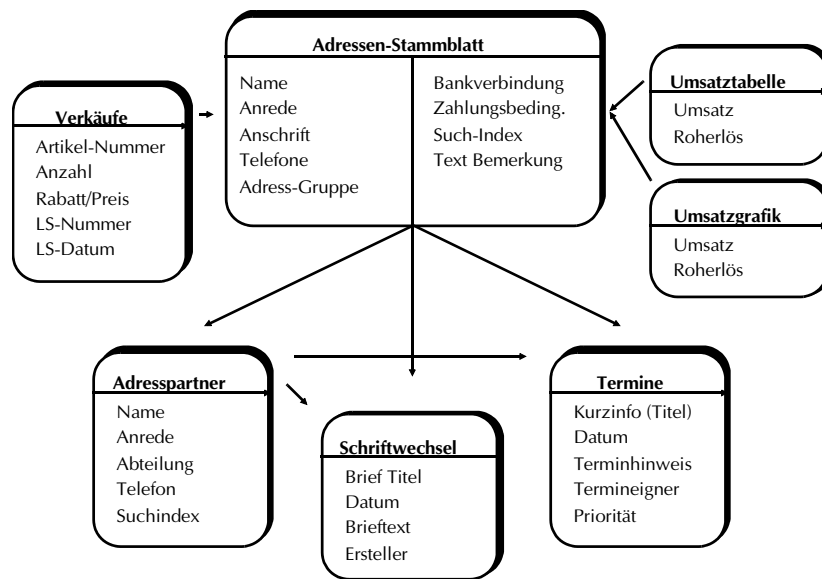 Adressen-Stammblatt
Name
Anrede
Anschrift
Telefone
Adress-Gruppe
Bankverbindung
Zahlungsbeding.
Such-Index
Text Bemerkung
Verkäufe
Artikel-Nummer
Anzahl
Rabatt/Preis
LS-Nummer
LS-Datum
Umsatztabelle
Umsatz
Roherlös
Umsatzgrafik
Umsatz
Roherlös
Adresspartner
Name
Anrede
Abteilung
Telefon
Suchindex
Schriftwechsel
Brief Titel
Datum
Brieftext
Ersteller
Termine
Kurzinfo (Titel)
Datum
Terminhinweis
Termineigner
Priorität